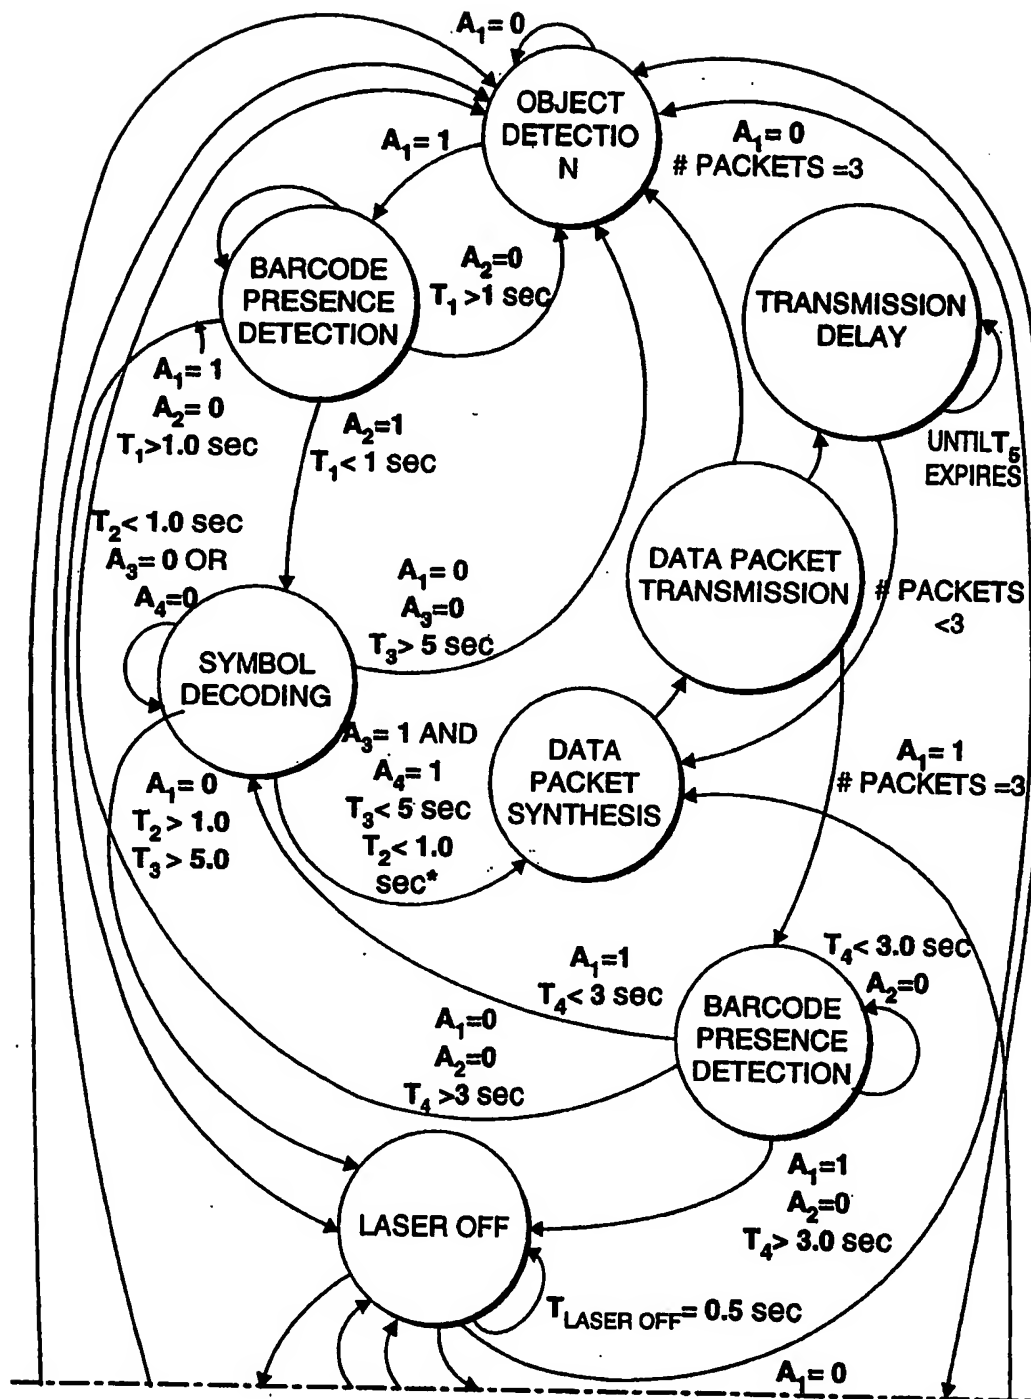 A₁= 0
OBJECT
DETECTIO
N
A₁= 1
A₁= 0
# PACKETS =3
BARCODE
PRESENCE
DETECTION
A₂=0
T₁ >1 sec
TRANSMISSION
DELAY
A₁= 1
A₂= 0
T₁>1.0 sec
A₂=1
T₁< 1 sec
UNTIL T₅
EXPIRES
T₂< 1.0 sec
A₃= 0 OR
A₄=0
DATA PACKET
TRANSMISSION
A₁= 0
A₃=0
T₃> 5 sec
# PACKETS
<3
SYMBOL
DECODING
A₃= 1 AND
A₄= 1
T₃< 5 sec
T₂< 1.0
sec*
DATA
PACKET
SYNTHESIS
A₁= 1
# PACKETS =3
A₁= 0
T₂> 1.0
T₃> 5.0
A₁=1
T₄< 3 sec
T₄< 3.0 sec
A₂=0
BARCODE
PRESENCE
DETECTION
A₁=0
A₂=0
T₄ >3 sec
A₁=1
A₂=0
T₄> 3.0 sec
LASER OFF
T LASER OFF= 0.5 sec
A₁= 0